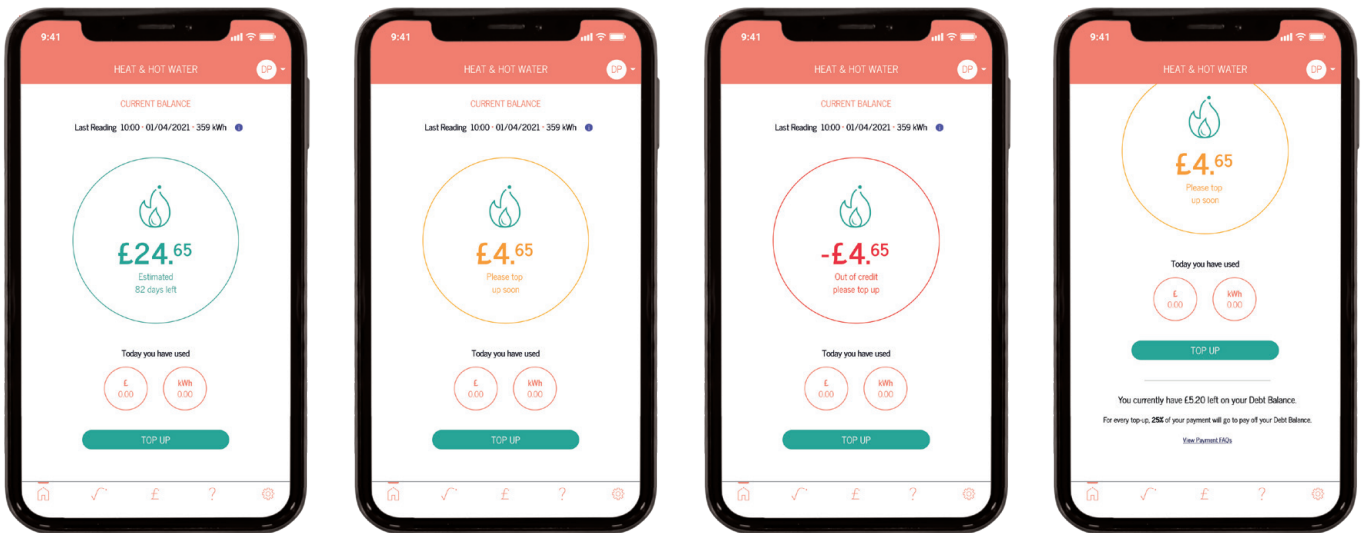 9:41
HEAT & HOT WATER
DP
CURRENT BALANCE
Last Reading 10:00 · 01/04/2021 · 359 kWh i
£24.65
Estimated
82 days left
Today you have used
£
0.00
kWh
0.00
TOP UP
£
?
9:41
HEAT & HOT WATER
DP
CURRENT BALANCE
Last Reading 10:00 · 01/04/2021 · 359 kWh i
£4.65
Please top
up soon
Today you have used
£
0.00
kWh
0.00
TOP UP
£
?
9:41
HEAT & HOT WATER
DP
CURRENT BALANCE
Last Reading 10:00 · 01/04/2021 · 359 kWh i
-£4.65
Out of credit
please top up
Today you have used
£
0.00
kWh
0.00
TOP UP
£
?
9:41
HEAT & HOT WATER
DP
£4.65
Please top
up soon
Today you have used
£
0.00
kWh
0.00
TOP UP
You currently have £5.20 left on your Debt Balance.
For every top-up, 25% of your payment will go to pay off your Debt Balance.
View Payment FAQs
£
?